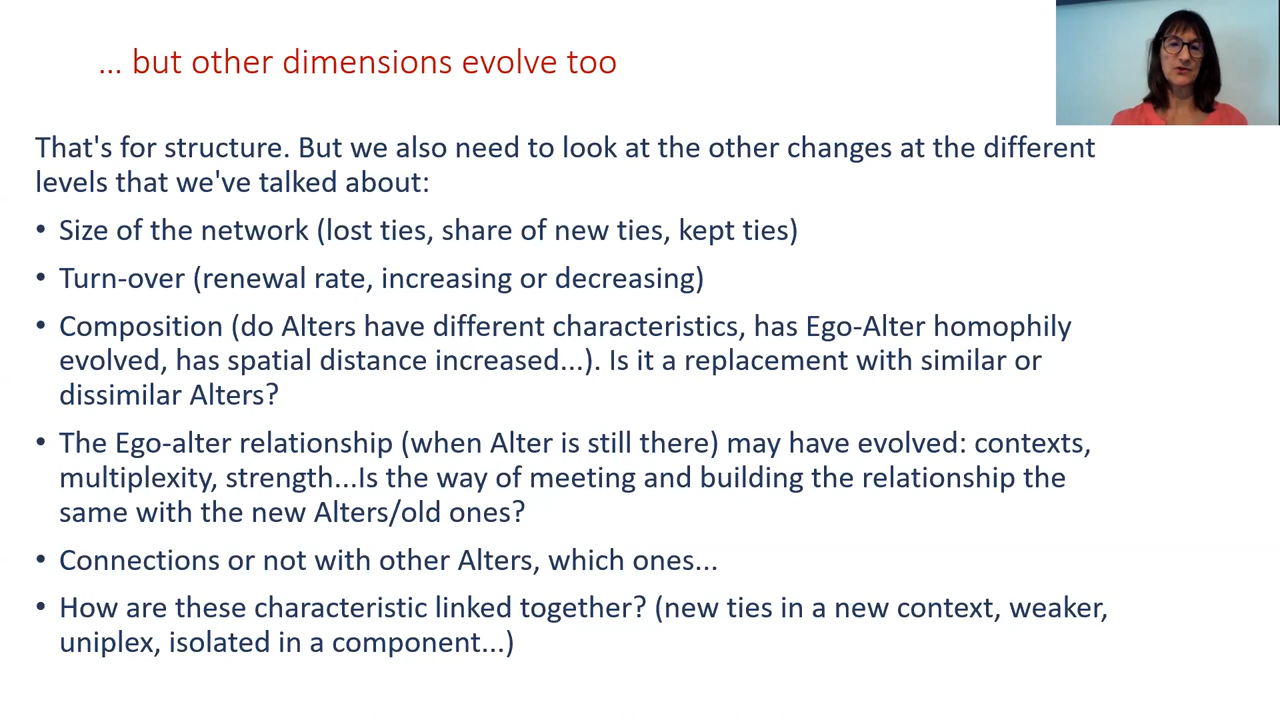 ... but other dimensions evolve too
That's for structure. But we also need to look at the other changes at the different
levels that we've talked about:
• Size of the network (lost ties, share of new ties, kept ties)
• Turn-over (renewal rate, increasing or decreasing)
• Composition (do Alters have different characteristics, has Ego-Alter homophily
evolved, has spatial distance increased...). Is it a replacement with similar or
dissimilar Alters?
• The Ego-alter relationship (when Alter is still there) may have evolved: contexts,
multiplexity, strength...Is the way of meeting and building the relationship the
same with the new Alters/old ones?
• Connections or not with other Alters, which ones...
• How are these characteristic linked together? (new ties in a new context, weaker,
uniplex, isolated in a component...)